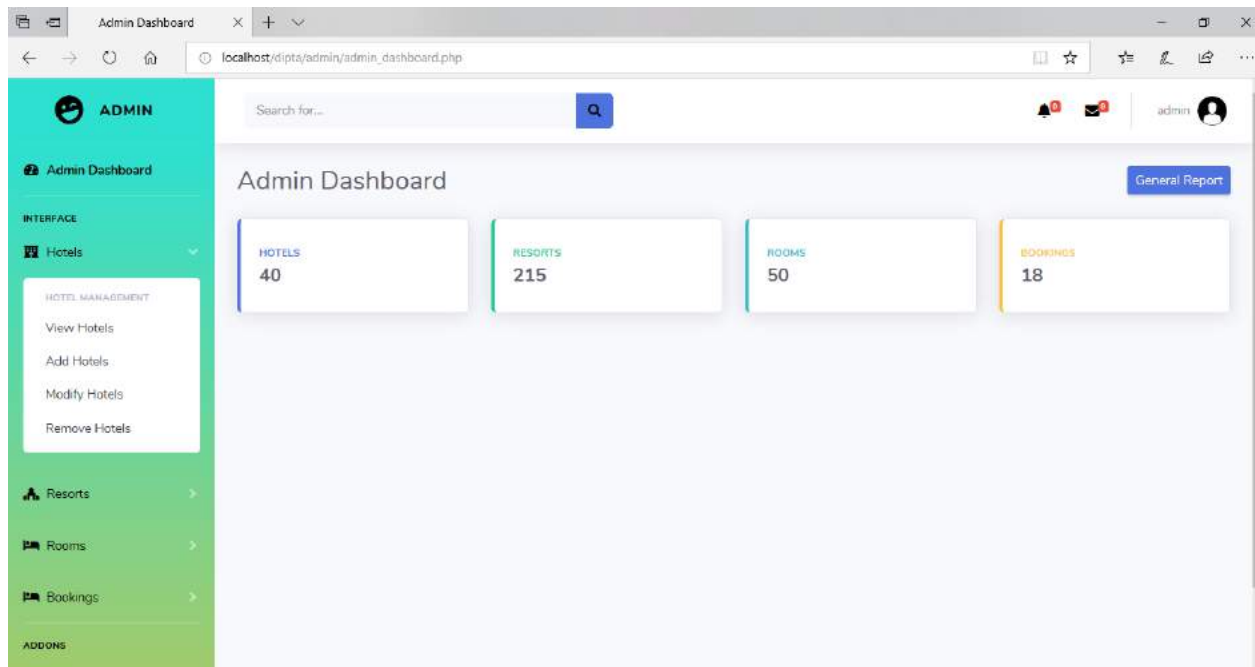 Admin Dashboard
localhost/dipta/admin/admin_dashboard.php
ADMIN
Search for...
0
0
admin
Admin Dashboard
Admin Dashboard
General Report
INTERFACE
Hotels
HOTELS
40
RESORTS
215
ROOMS
50
BOOKINGS
18
HOTEL MANAGEMENT
View Hotels
Add Hotels
Modify Hotels
Remove Hotels
Resorts
Rooms
Bookings
ADDONS